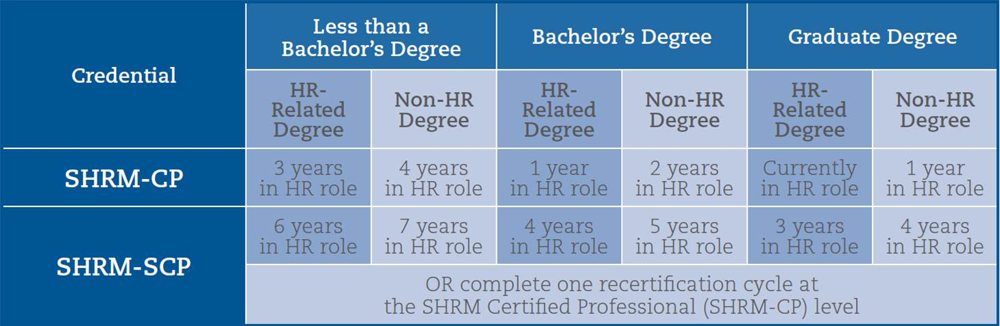 Credential
Less than a
Bachelor's Degree
Bachelor's Degree
Graduate Degree
HR-
Related
Degree
Non-HR
Degree
HR-
Related
Degree
Non-HR
Degree
HR-
Related
Degree
Non-HR
Degree
SHRM-CP
3 years
in HR role
4 years
in HR role
1 year
in HR role
2 years
in HR role
Currently
in HR role
1 year
in HR role
SHRM-SCP
6 years
in HR role
7 years
in HR role
4 years
in HR role
5 years
in HR role
3 years
in HR role
4 years
in HR role
OR complete one recertification cycle at
the SHRM Certified Professional (SHRM-CP) level